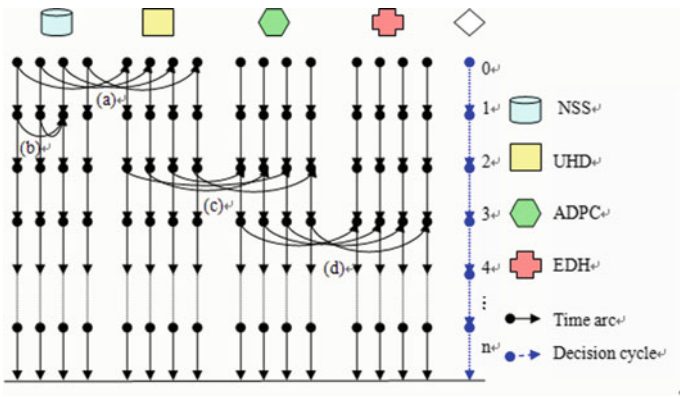 0↵
(a)↵
1↵
NSS↵
(b)↵
2↵
UHD↵
(c)↵
3↵
ADPC↵
(d)↵
4↵
EDH↵
⋮
Time arc↵
n↵
Decision cycle↵